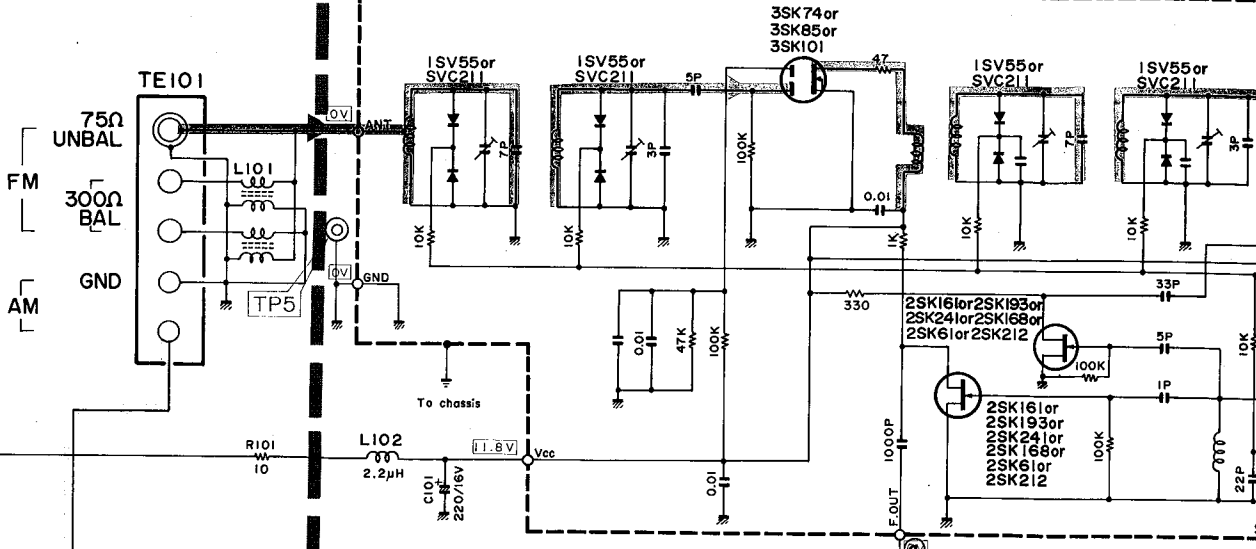 3SK74or
3SK85or
3SK101
47
1SV55or
SVC211
1SV55or
SVC211
5P
1SV55or
SVC211
1SV55or
SVC211
TE101
75Ω
UNBAL
0V
ANT
7P
3P
100K
7P
3P
FM
L101
300Ω
BAL
0.01
10K
10K
1K
10K
10K
GND
0V
GND
AM
TP5
33P
330
2SK161or2SK193or
2SK241or2SK168or
2SK61or2SK212
0.01
47K
100K
5P
10K
100K
1P
To chassis
2SK161or
2SK193or
2SK241or
2SK168or
2SK61or
2SK212
R101
10
L102
2.2μH
11.8V
Vcc
1000P
100K
C101
+
220/16V
0.01
22P
F.OUT